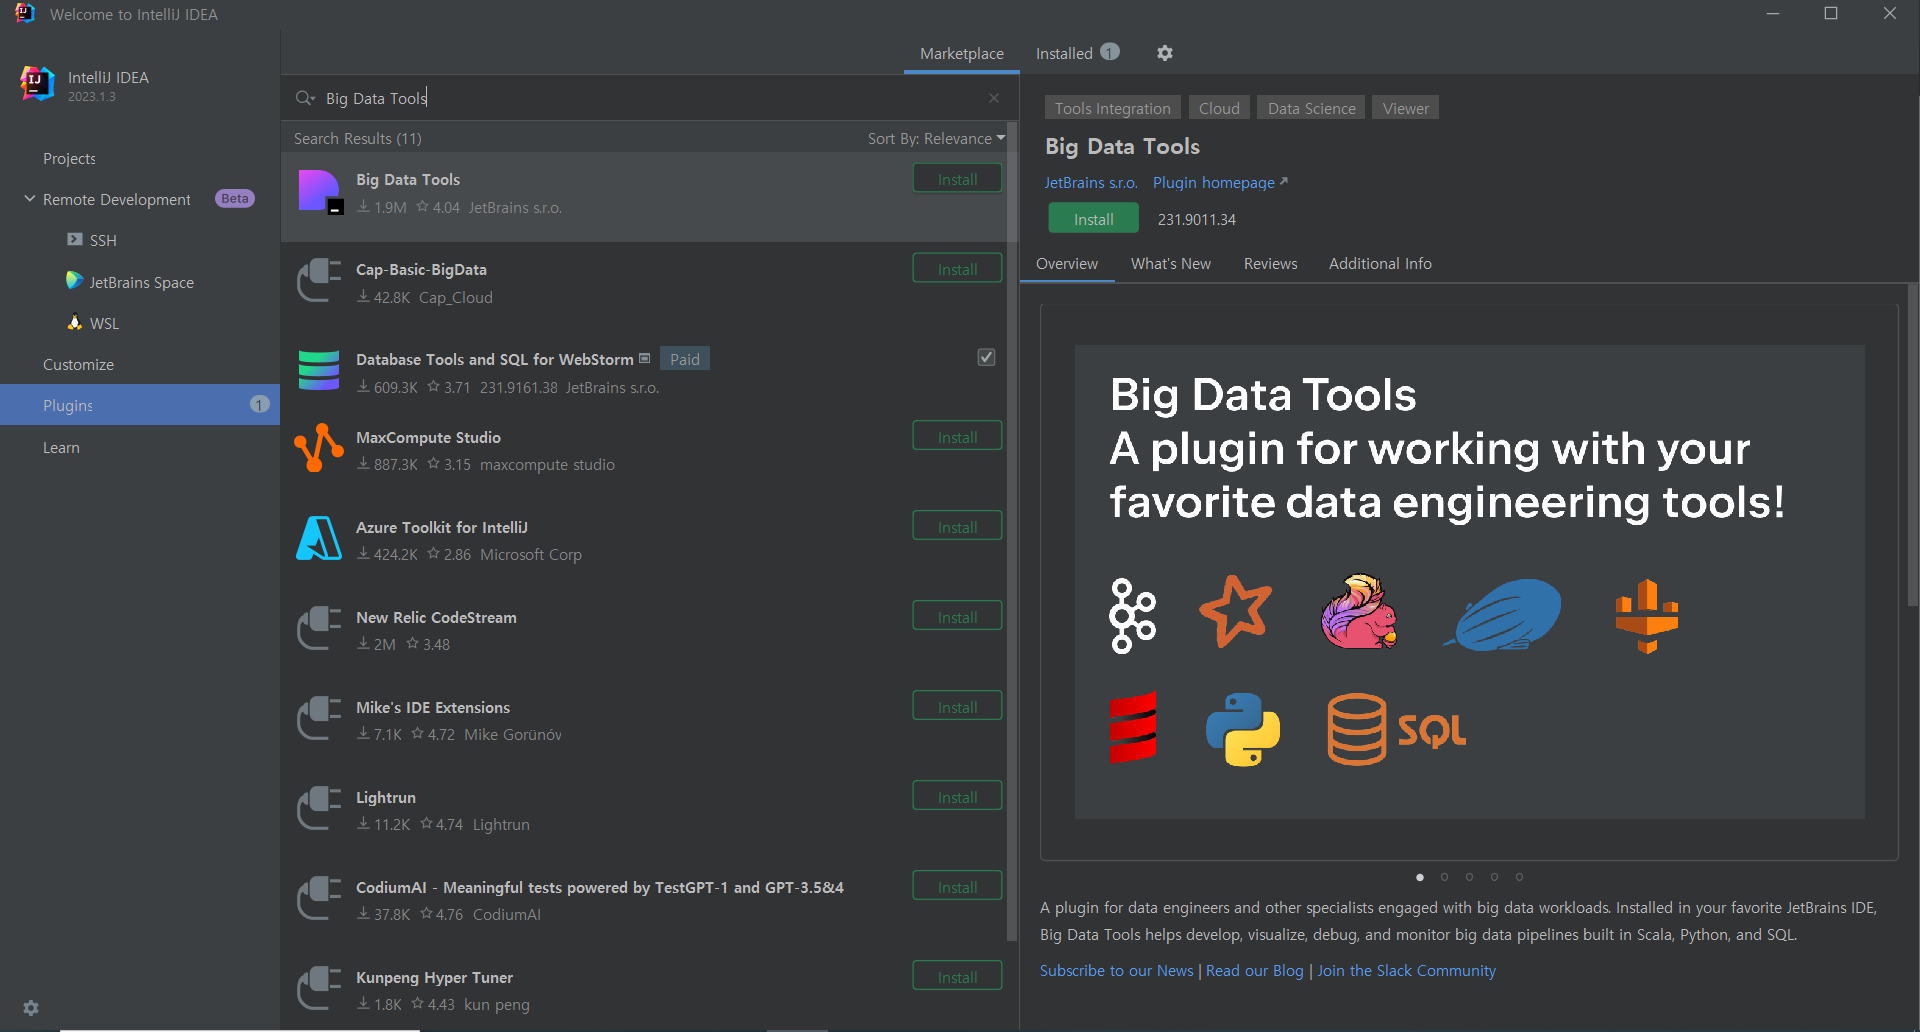 Welcome to IntelliJ IDEA
IntelliJ IDEA
2023.1.3
Projects
Remote Development Beta
SSH
JetBrains Space
WSL
Customize
Plugins 1
Learn
Marketplace
Installed 1
Big Data Tools
Search Results (11) Sort By: Relevance
Big Data Tools Install
1.9M 4.04 JetBrains s.r.o.
Cap-Basic-BigData Install
42.8K Cap_Cloud
Database Tools and SQL for WebStorm Paid
609.3K 3.71 231.9161.38 JetBrains s.r.o.
MaxCompute Studio Install
887.3K 3.15 maxcompute studio
Azure Toolkit for IntelliJ Install
424.2K 2.86 Microsoft Corp
New Relic CodeStream Install
2M 3.48
Mike's IDE Extensions Install
7.1K 4.72 Mike Gorünóv
Lightrun Install
11.2K 4.74 Lightrun
CodiumAI - Meaningful tests powered by TestGPT-1 and GPT-3.5&4 Install
37.8K 4.76 CodiumAI
Kunpeng Hyper Tuner Install
1.8K 4.43 kun peng
Tools Integration Cloud Data Science Viewer
Big Data Tools
JetBrains s.r.o. Plugin homepage
Install 231.9011.34
Overview What's New Reviews Additional Info
Big Data Tools
A plugin for working with your
favorite data engineering tools!
SQL
A plugin for data engineers and other specialists engaged with big data workloads. Installed in your favorite JetBrains IDE,
Big Data Tools helps develop, visualize, debug, and monitor big data pipelines built in Scala, Python, and SQL.
Subscribe to our News | Read our Blog | Join the Slack Community